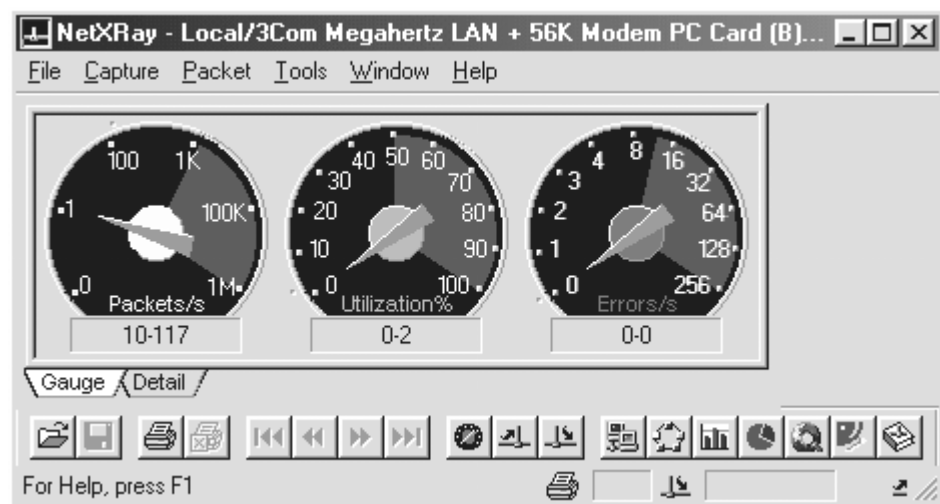 NetXRay - Local/3Com Megahertz LAN + 56K Modem PC Card (B)...
File Capture Packet Tools Window Help
0 1 100 1K 100K 1M
Packets/s
10-117
0 10 20 30 40 50 60 70 80 90 100
Utilization%
0-2
0 1 2 3 4 8 16 32 64 128 256
Errors/s
0-0
Gauge Detail
For Help, press F1